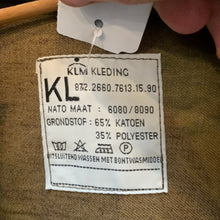 KLM KLEDING
KL 872.2660.7613.15.90
NATO MAAT : 6080/8090
GRONDSTOF : 65% KATOEN
35% POLYESTER
UITSLUITEND WASSEN MET BONTWASMIDDEL